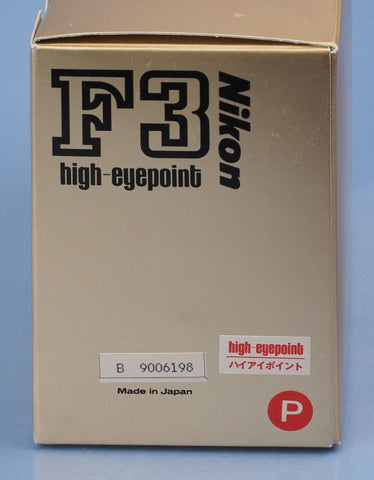 F3
Nikon
high-eyepoint
high-eyepoint
ハイアイポイント
B 9006198
Made in Japan
P